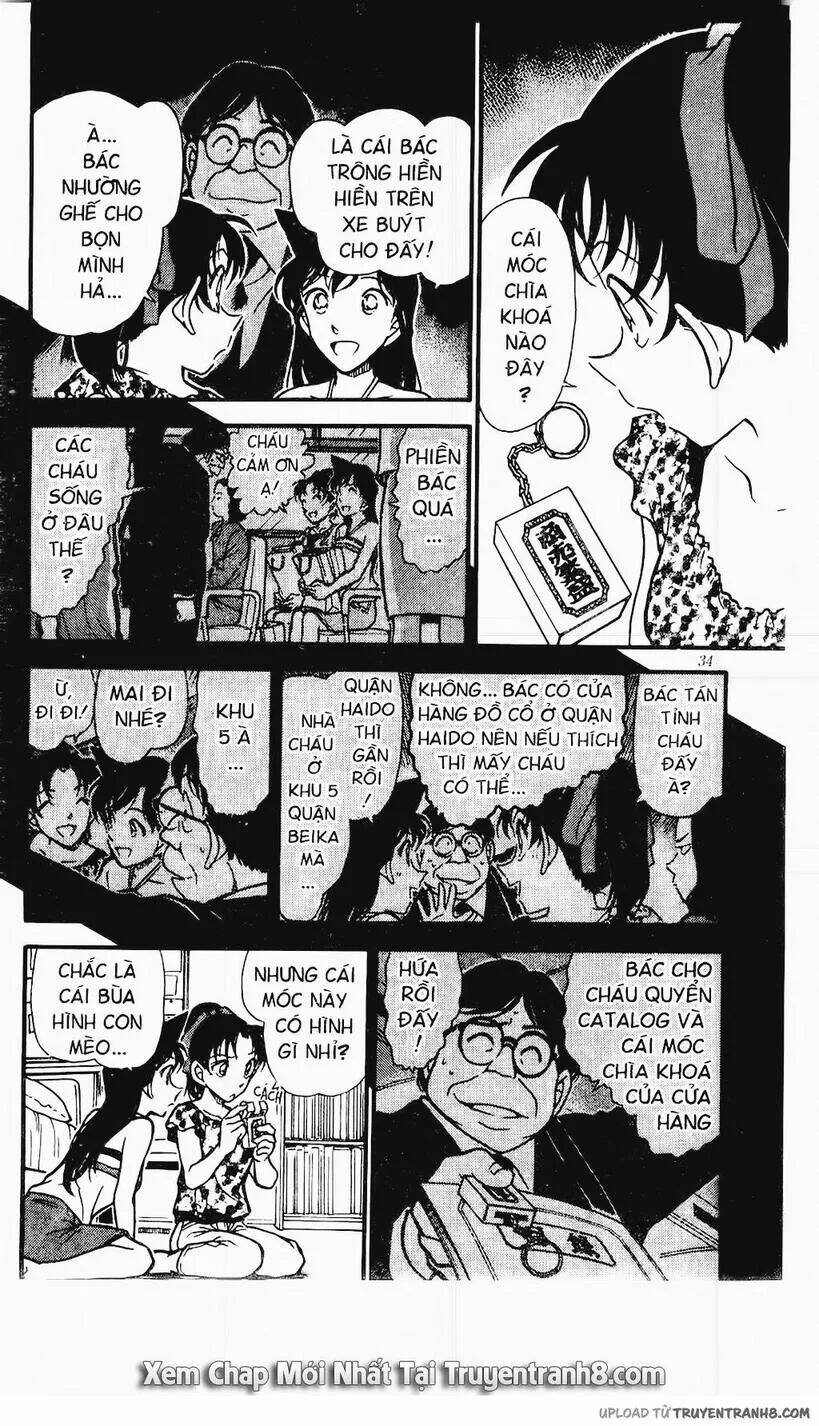 CÁI
MÓC
CHÌA
KHOÁ
NÀO
ĐÂY
?
LÀ CÁI BÁC
TRÔNG HIỀN
HIỀN TRÊN
XE BUÝT
CHO ĐẤY!
À...
BÁC
NHƯỜNG
GHẾ CHO
BỌN
MÌNH
HẢ...
PHIỀN
BÁC
QUÁ
...
CHÁU
CẢM ƠN
Ạ!
CÁC
CHÁU
SỐNG
Ở ĐÂU
THẾ
?
34
BÁC TÁN
TỈNH
CHÁU
ĐẤY
À?
KHÔNG... BÁC CÓ CỬA
HÀNG ĐỒ CỔ Ở QUẬN
HAIDO NÊN NẾU THÍCH
THÌ MẤY CHÁU
CÓ THỂ...
QUẬN
HAIDO
THÌ
GẦN
RỒI
!
NHÀ
CHÁU
Ở
KHU 5
QUẬN
BEIKA
MÀ
...
KHU
5 À
...
MAI ĐI
NHÉ?
Ừ,
ĐI ĐI!
BÁC CHO
CHÁU QUYỂN
CATALOG VÀ
CÁI MÓC
CHÌA KHOÁ
CỦA CỬA
HÀNG
HỨA
RỒI
ĐẤY
!
NHƯNG CÁI
MÓC NÀY
CÓ HÌNH
GÌ NHỈ?
CẠCH
CHẮC LÀ
CÁI BÙA
HÌNH CON
MÈO...
Xem Chap Mới Nhất Tại Truyentranh8.com
UPLOAD TỪ TRUYENTRANH8.COM